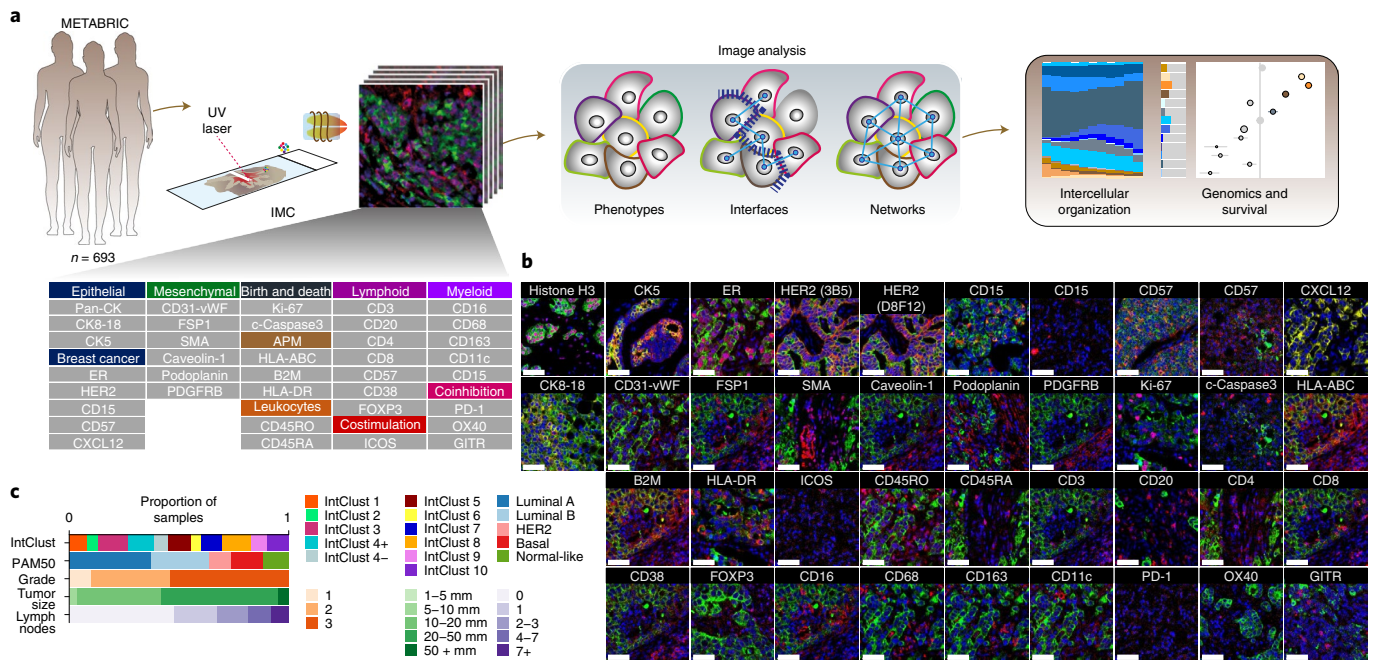 a
METABRIC
n = 693
UV
laser
IMC
Image analysis
Phenotypes
Interfaces
Networks
Intercellular
organization
Genomics and
survival
Epithelial Mesenchymal Birth and death Lymphoid Myeloid
Pan-CK CD31-vWF Ki-67 CD3 CD16
CK8-18 FSP1 c-Caspase3 CD20 CD68
CK5 SMA APM CD4 CD163
Breast cancer Caveolin-1 HLA-ABC CD8 CD11c
ER Podoplanin B2M CD57 CD15
HER2 PDGFRB HLA-DR CD38 Coinhibition
CD15 Leukocytes FOXP3 PD-1
CD57 CD45RO Costimulation OX40
CXCL12 CD45RA ICOS GITR
b
Histone H3 CK5 ER HER2 (3B5) HER2 (D8F12) CD15 CD15 CD57 CD57 CXCL12
CK8-18 CD31-vWF FSP1 SMA Caveolin-1 Podoplanin PDGFRB Ki-67 c-Caspase3 HLA-ABC
B2M HLA-DR ICOS CD45RO CD45RA CD3 CD20 CD4 CD8
CD38 FOXP3 CD16 CD68 CD163 CD11c PD-1 OX40 GITR
c
Proportion of
samples
0 1
IntClust
PAM50
Grade
Tumor
size
Lymph
nodes
IntClust 1
IntClust 2
IntClust 3
IntClust 4+
IntClust 4−
IntClust 5
IntClust 6
IntClust 7
IntClust 8
IntClust 9
IntClust 10
Luminal A
Luminal B
HER2
Basal
Normal-like
1
2
3
1–5 mm
5–10 mm
10–20 mm
20–50 mm
50 + mm
0
1
2–3
4–7
7+